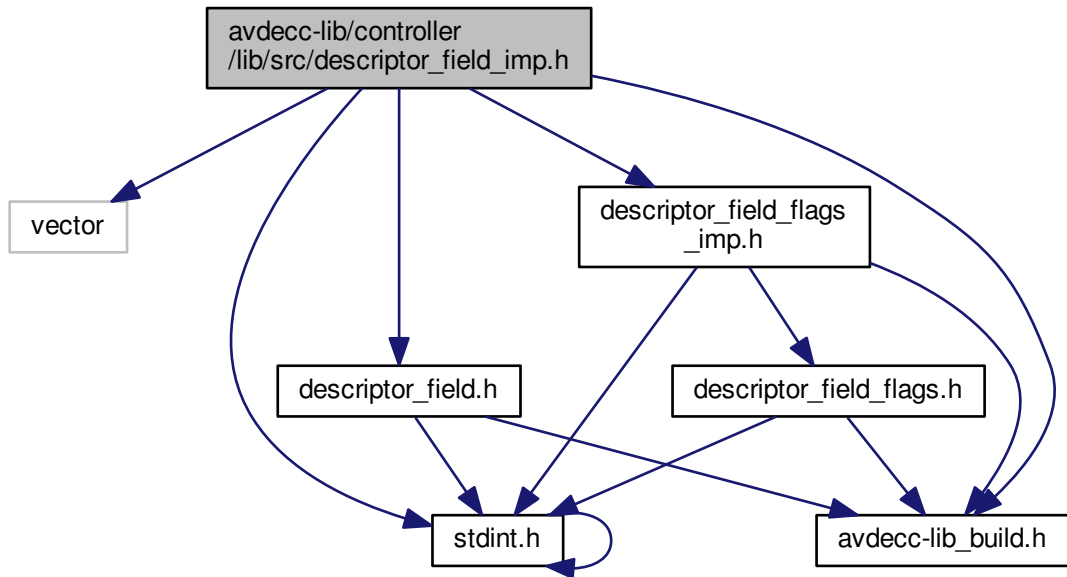 avdecc-lib/controller
/lib/src/descriptor_field_imp.h
vector
descriptor_field_flags
_imp.h
descriptor_field.h
descriptor_field_flags.h
stdint.h
avdecc-lib_build.h